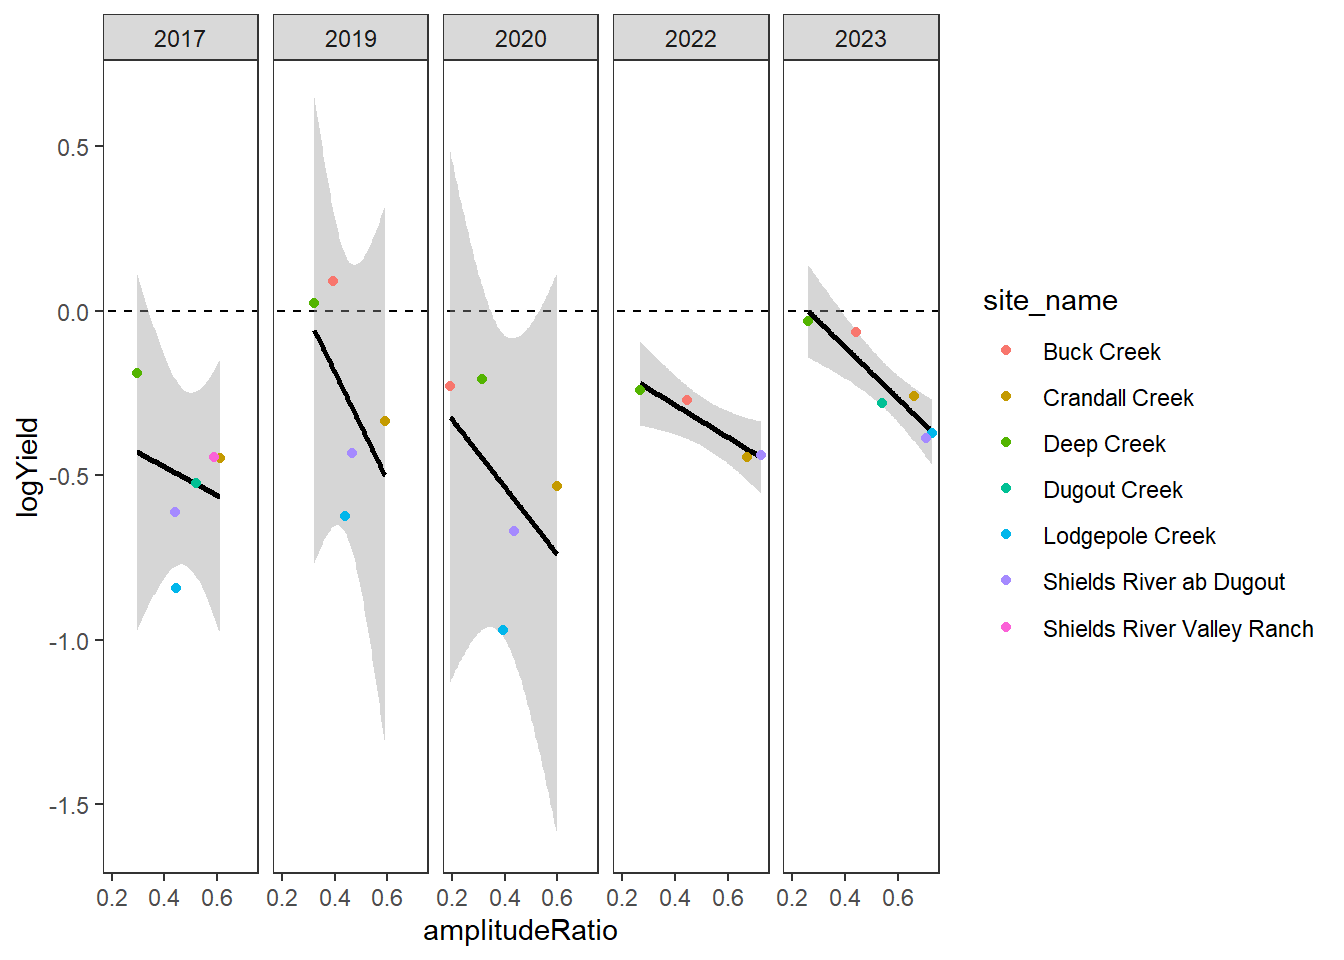 2017 2019 2020 2022 2023
0.5
0.0
-0.5
-1.0
-1.5
logYield
0.2 0.4 0.6 0.2 0.4 0.6 0.2 0.4 0.6 0.2 0.4 0.6 0.2 0.4 0.6
amplitudeRatio
site_name
Buck Creek
Crandall Creek
Deep Creek
Dugout Creek
Lodgepole Creek
Shields River ab Dugout
Shields River Valley Ranch